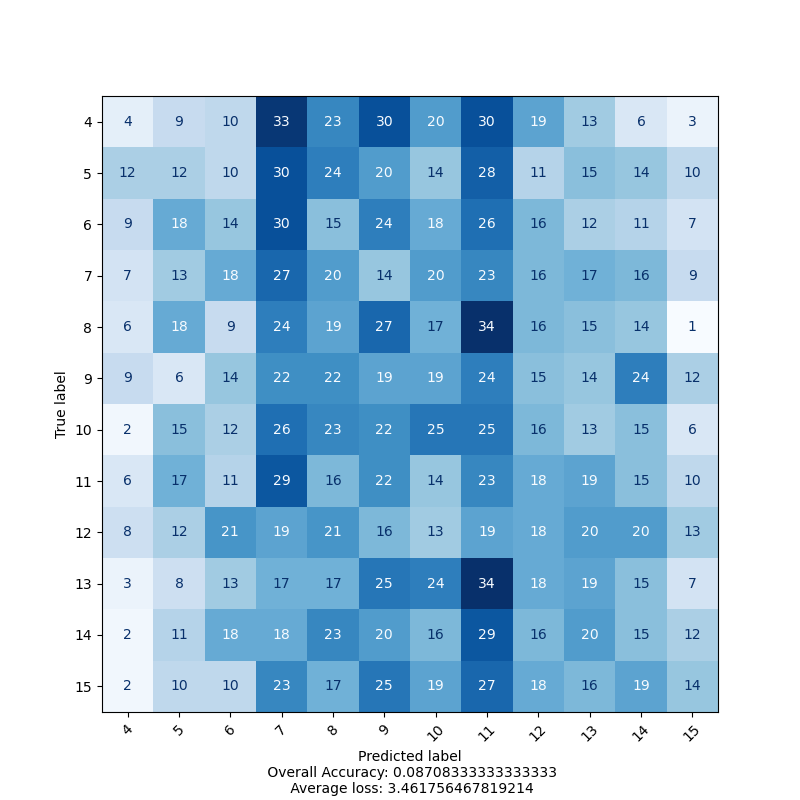 4 4 9 10 33 23 30 20 30 19 13 6 3
5 12 12 10 30 24 20 14 28 11 15 14 10
6 9 18 14 30 15 24 18 26 16 12 11 7
7 7 13 18 27 20 14 20 23 16 17 16 9
8 6 18 9 24 19 27 17 34 16 15 14 1
9 9 6 14 22 22 19 19 24 15 14 24 12
10 2 15 12 26 23 22 25 25 16 13 15 6
11 6 17 11 29 16 22 14 23 18 19 15 10
12 8 12 21 19 21 16 13 19 18 20 20 13
13 3 8 13 17 17 25 24 34 18 19 15 7
14 2 11 18 18 23 20 16 29 16 20 15 12
15 2 10 10 23 17 25 19 27 18 16 19 14
True label
4 5 6 7 8 9 10 11 12 13 14 15
Predicted label
Overall Accuracy: 0.08708333333333333
Average loss: 3.461756467819214